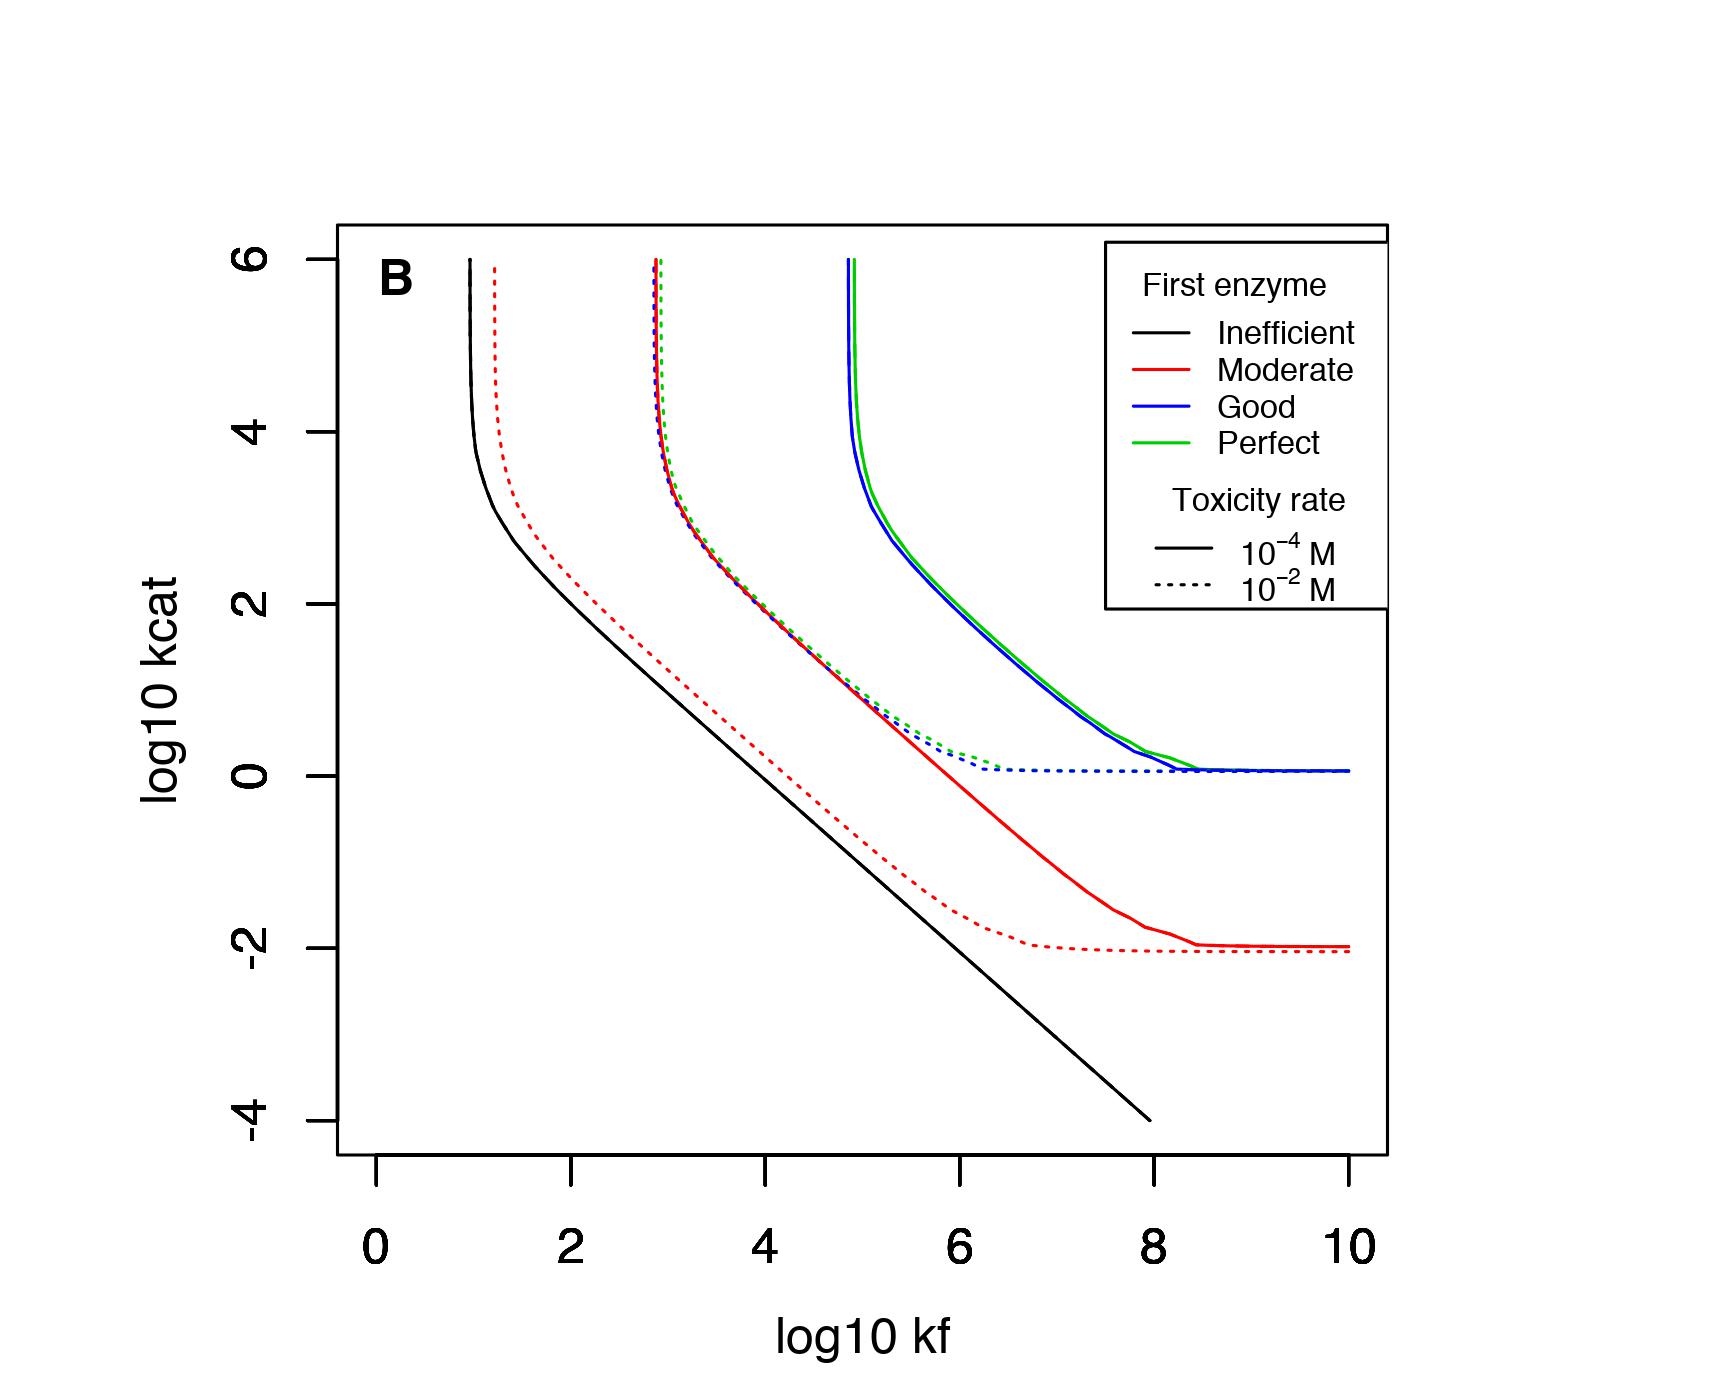 B
First enzyme
Inefficient
Moderate
Good
Perfect
Toxicity rate
10⁻⁴ M
10⁻² M
log10 kcat
6
4
2
0
-2
-4
0 2 4 6 8 10
log10 kf